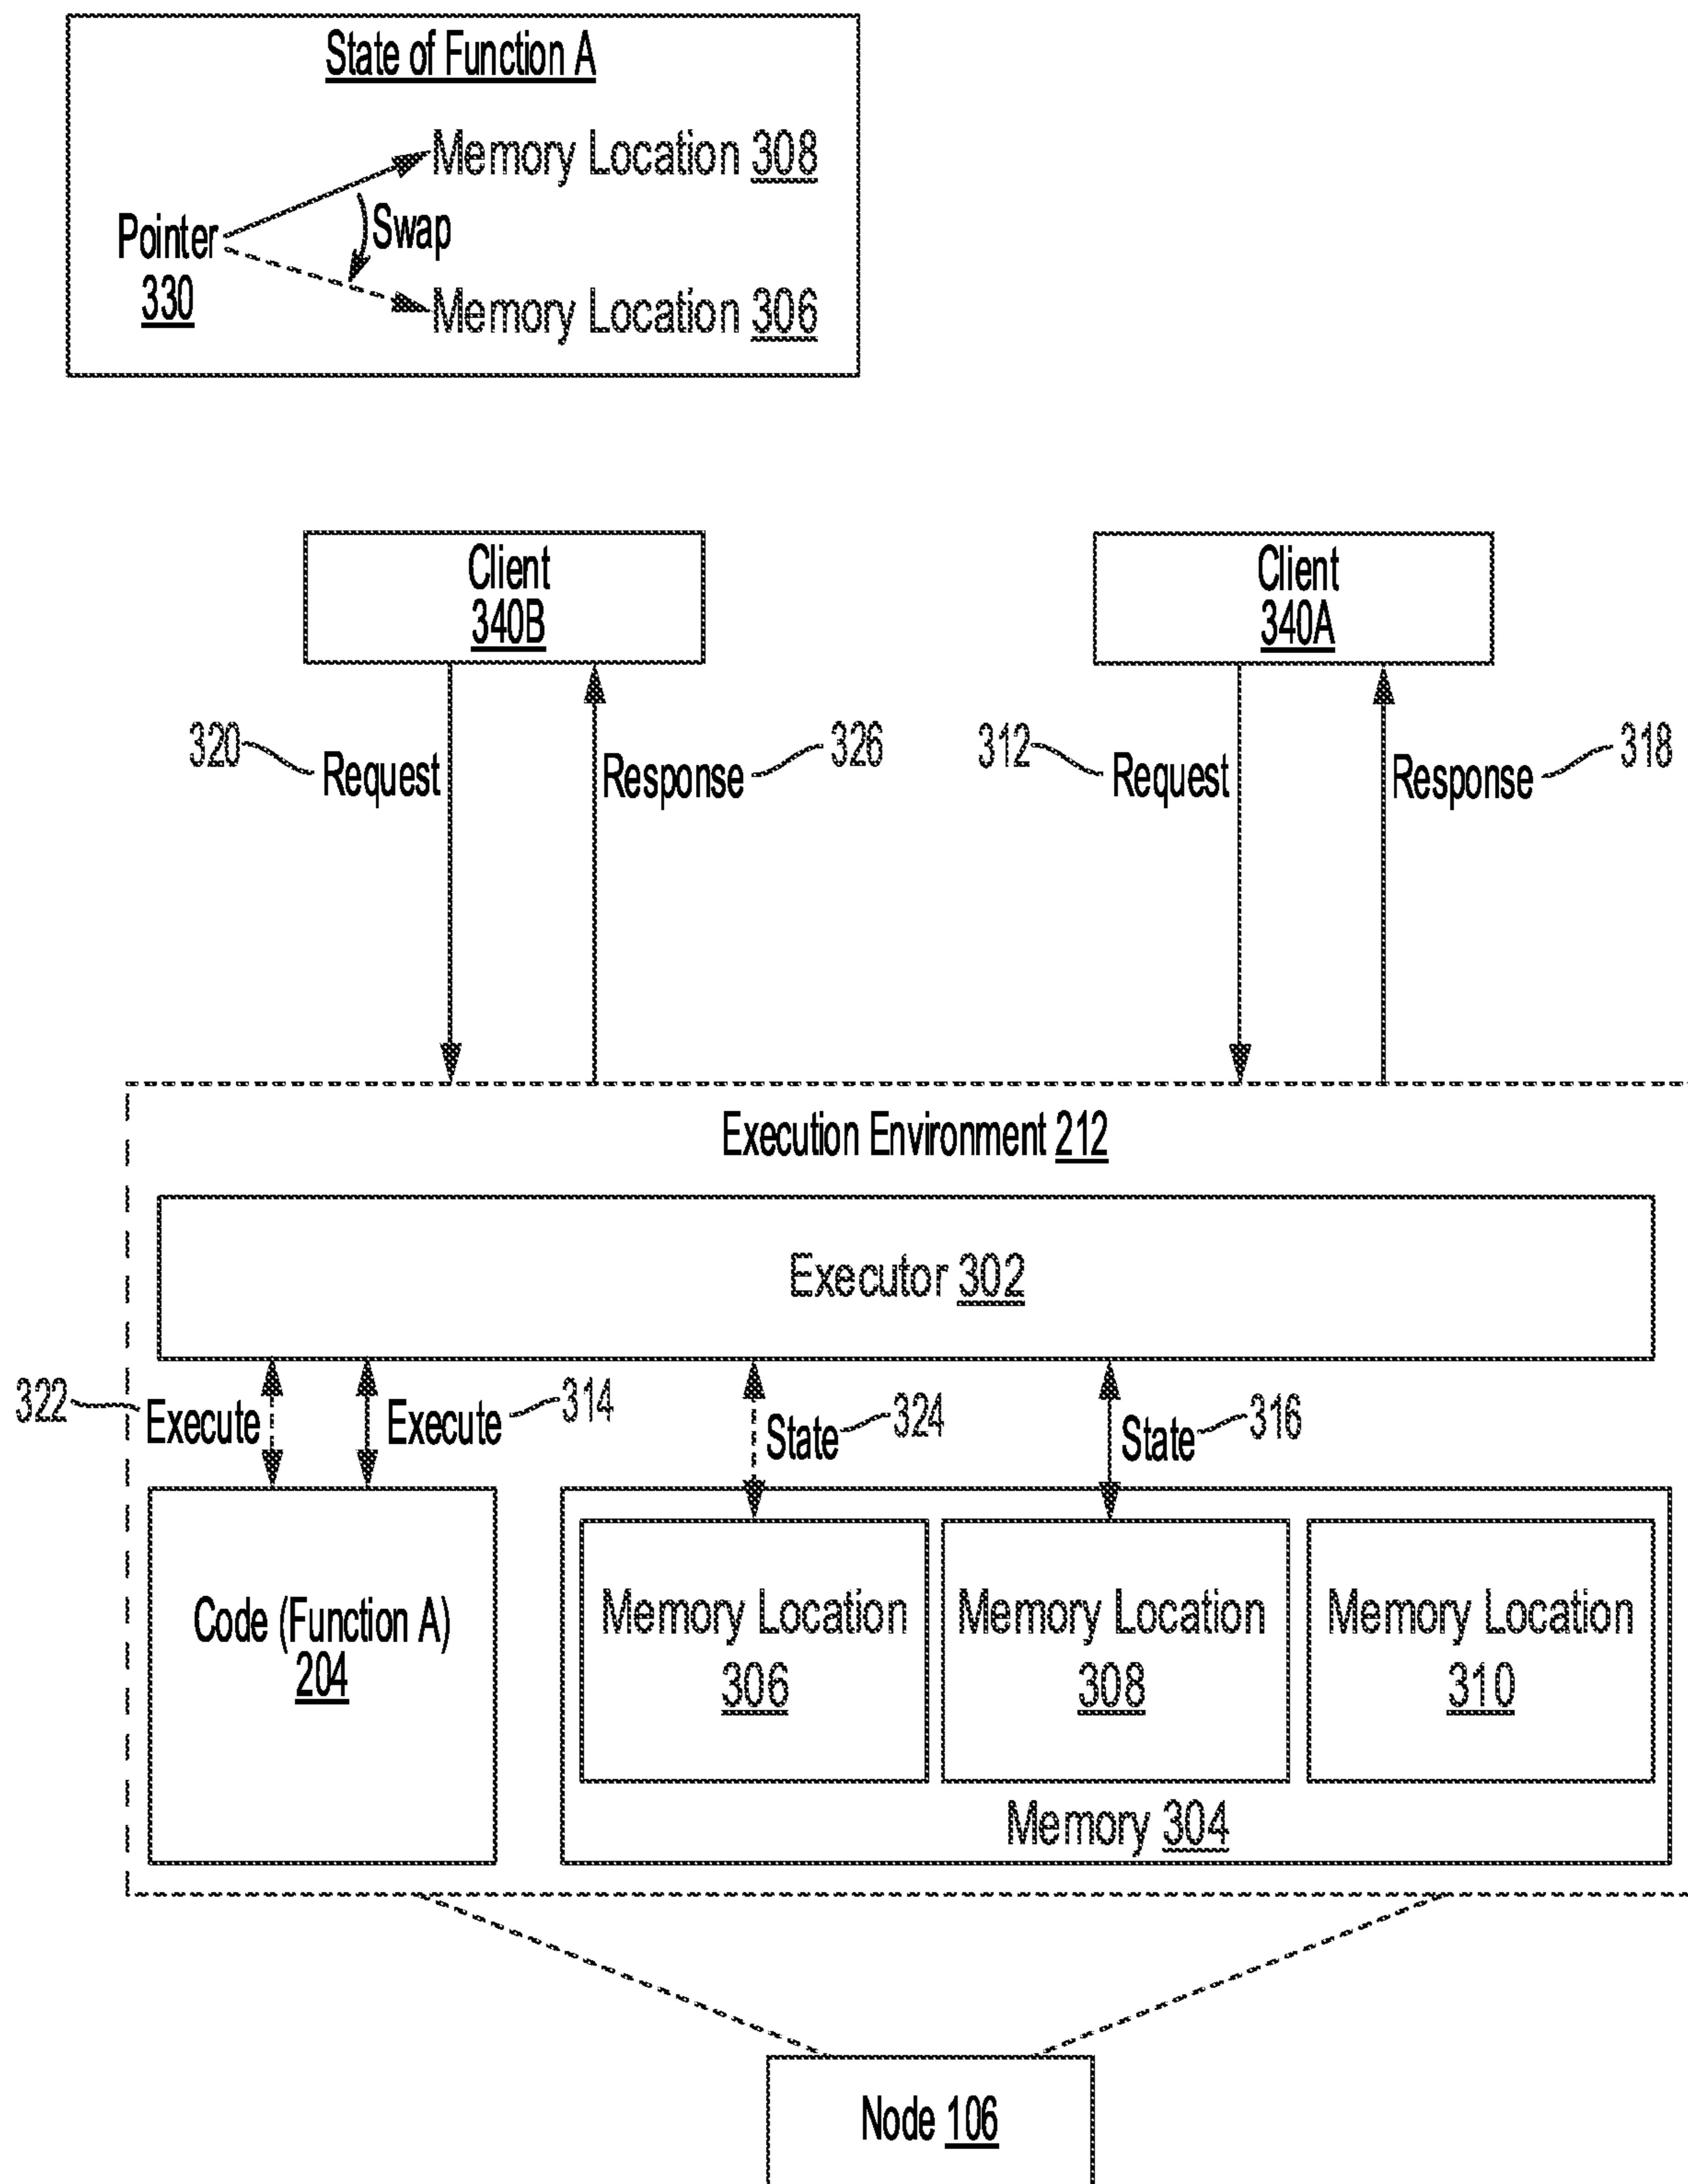 State of Function A
Memory Location 308
Swap
Pointer
330
Memory Location 306
Client
340B
Client
340A
320
Request
Response
326
312
Request
Response
318
Execution Environment 212
Executor 302
322
Execute
Execute
314
State
324
State
316
Code (Function A)
204
Memory Location
306
Memory Location
308
Memory Location
310
Memory 304
Node 106